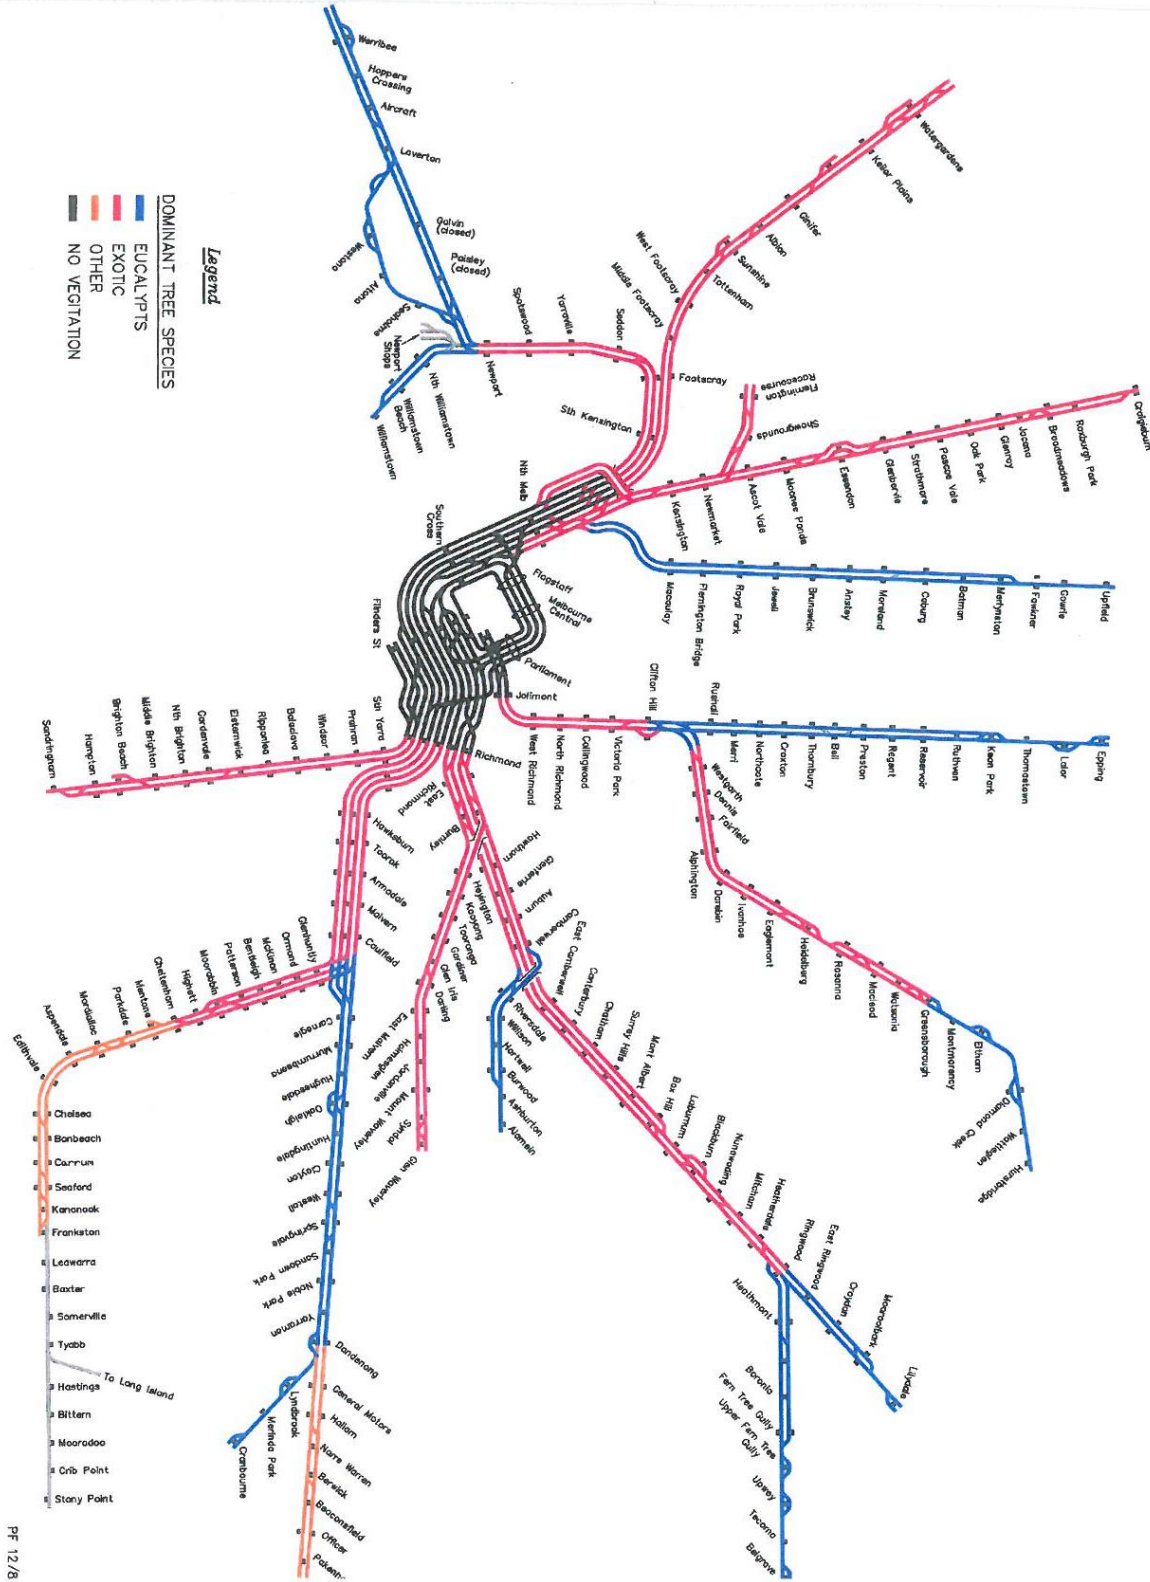 Werribee
Hoppers
Crossing
Aircraft
Laverton
Galvin
(closed)
Paisley
(closed)
Westona
Altona
Seaholme
Newport
Shops
Newport
Nth Williamstown
Williamstown
Beach
Williamstown
Spotswood
Yarraville
Seddon
Watergardens
Keilor Plains
Ginifer
Albion
Sunshine
Tottenham
West Footscray
Middle Footscray
Footscray
Sth Kensington
Flemington
Racecourse
Showgrounds
Craigieburn
Roxburgh Park
Broadmeadows
Jacana
Glenroy
Oak Park
Pascoe Vale
Strathmore
Glenbervie
Essendon
Moonee Ponds
Ascot Vale
Newmarket
Kensington
Nth Melb
Southern
Cross
Flagstaff
Melbourne
Central
Parliament
Flinders St
Upfield
Gowrie
Fawkner
Merlynston
Batman
Coburg
Moreland
Anstey
Brunswick
Jewell
Royal Park
Flemington Bridge
Macaulay
Jolimont
West Richmond
North Richmond
Collingwood
Victoria Park
Clifton Hill
Rushall
Merri
Northcote
Croxton
Thornbury
Bell
Preston
Regent
Reservoir
Ruthven
Keon Park
Thomastown
Lalor
Epping
Westgarth
Dennis
Fairfield
Alphington
Darebin
Ivanhoe
Eaglemont
Heidelberg
Rosanna
Macleod
Watsonia
Greensborough
Montmorency
Eltham
Diamond
Creek
Wattleglen
Hurstbridge
Richmond
East
Richmond
Burnley
Hawthorn
Glenferrie
Auburn
Camberwell
East Camberwell
Canterbury
Chatham
Surrey Hills
Mont Albert
Box Hill
Laburnum
Blackburn
Nunawading
Mitcham
Heatherdale
Ringwood
East Ringwood
Croydon
Mooroolbark
Lilydale
Heathmont
Boronia
Fern Tree Gully
Upper Fern Tree
Gully
Upwey
Tecoma
Belgrave
Riversdale
Willison
Hartwell
Burwood
Ashburton
Alamein
Heyington
Kooyong
Tooronga
Gardiner
Glen Iris
Darling
East Malvern
Holmesglen
Jordanville
Mount Waverley
Syndal
Glen Waverley
Sth Yarra
Prahran
Windsor
Balaclava
Ripponlea
Elsternwick
Gardenvale
Nth Brighton
Middle Brighton
Brighton Beach
Hampton
Sandringham
Hawksburn
Toorak
Armadale
Malvern
Caulfield
Glenhuntly
Ormond
McKinon
Bentleigh
Patterson
Moorabbin
Highett
Cheltenham
Mentone
Parkdale
Mordialloc
Aspendale
Edithvale
Chelsea
Bonbeach
Carrum
Seaford
Kananook
Frankston
Leawarra
Baxter
Somerville
Tyabb
To Long Island
Hastings
Bittern
Mooradoo
Crib Point
Stony Point
Carnegie
Murrumbeena
Hughesdale
Oakleigh
Huntingdale
Clayton
Westall
Springvale
Sandown Park
Noble Park
Yarraman
Dandenong
General Motors
Hallam
Narre Warren
Berwick
Beaconsfield
Officer
Lyndbrook
Merinda Park
Cranbourne
Legend
DOMINANT TREE SPECIES
EUCALYPTS
EXOTIC
OTHER
NO VEGITATION
PF 12/8